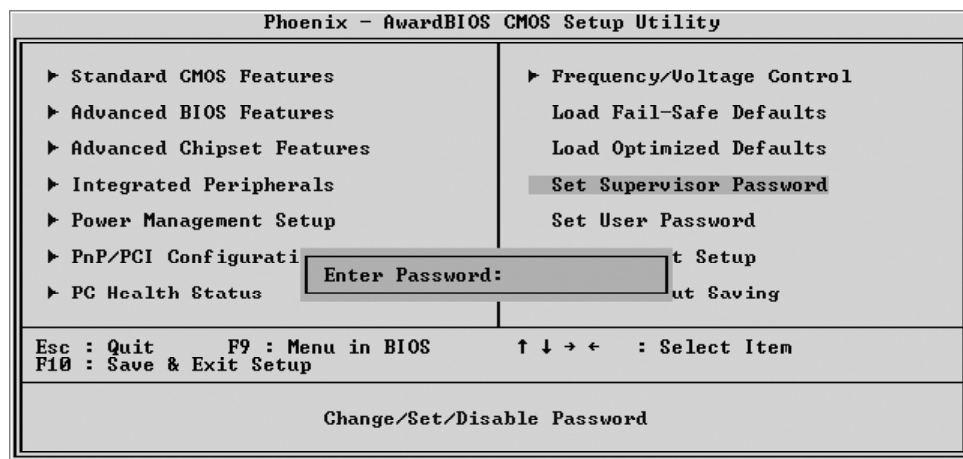 Phoenix - AwardBIOS CMOS Setup Utility
▶ Standard CMOS Features
▶ Advanced BIOS Features
▶ Advanced Chipset Features
▶ Integrated Peripherals
▶ Power Management Setup
▶ PnP/PCI Configurati
▶ PC Health Status
▶ Frequency/Voltage Control
Load Fail-Safe Defaults
Load Optimized Defaults
Set Supervisor Password
Set User Password
t Setup
ut Saving
Enter Password:
Esc : Quit F9 : Menu in BIOS ↑ ↓ → ← : Select Item
F10 : Save & Exit Setup
Change/Set/Disable Password